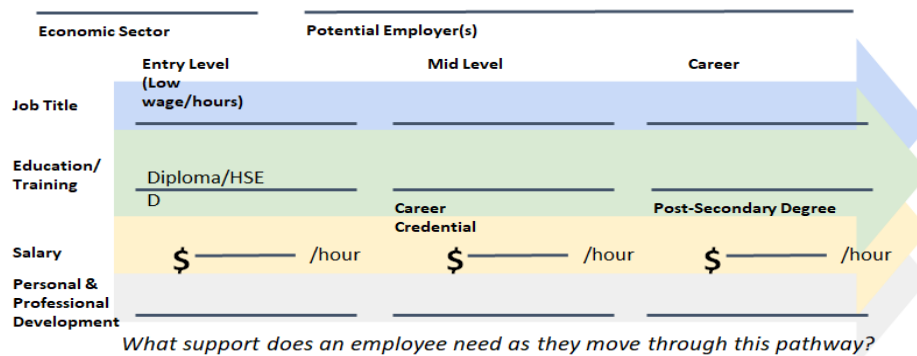 Economic Sector
Potential Employer(s)
Entry Level
(Low
wage/hours)
Mid Level
Career
Job Title
Education/
Training
Diploma/HSE
D
Career
Credential
Post-Secondary Degree
Salary
$ /hour
$ /hour
$ /hour
Personal &
Professional
Development
What support does an employee need as they move through this pathway?